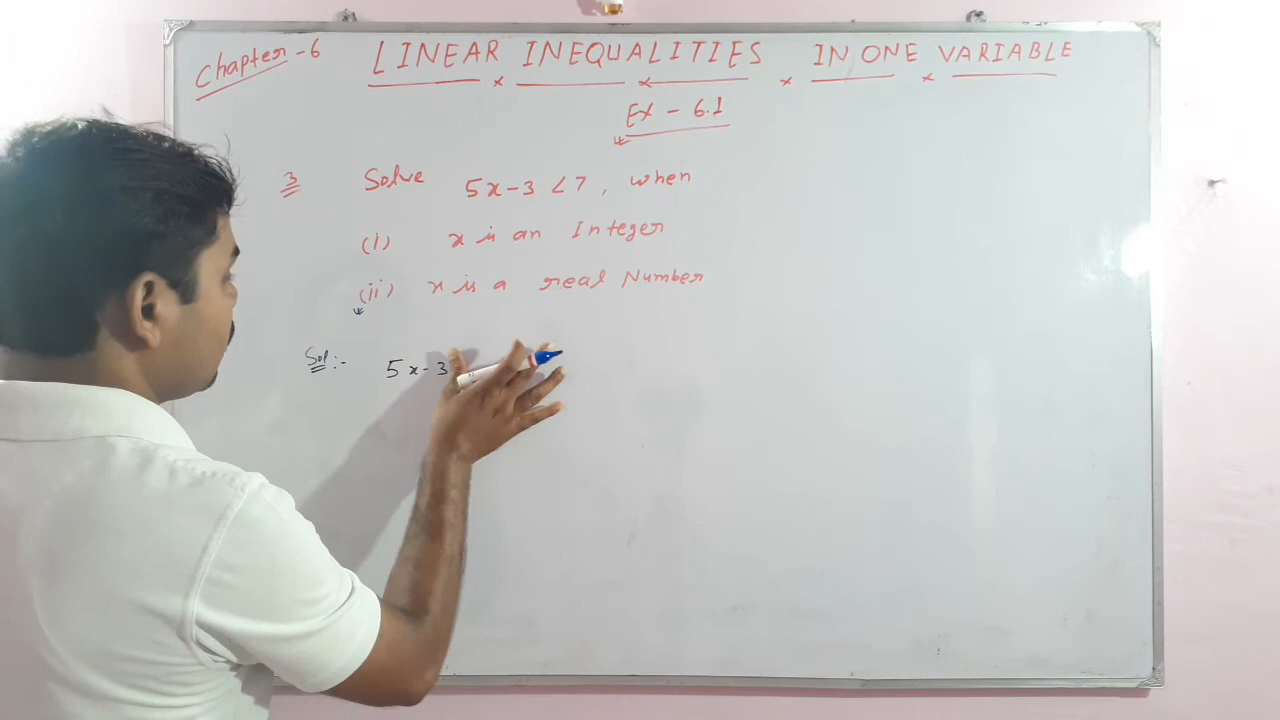 Chapter-6 LINEAR INEQUALITIES IN ONE VARIABLE
Ex - 6.1
3 Solve 5x-3 <7, when
(i) x is an Integer
(ii) x is a real Number
Sol:- 5x-3